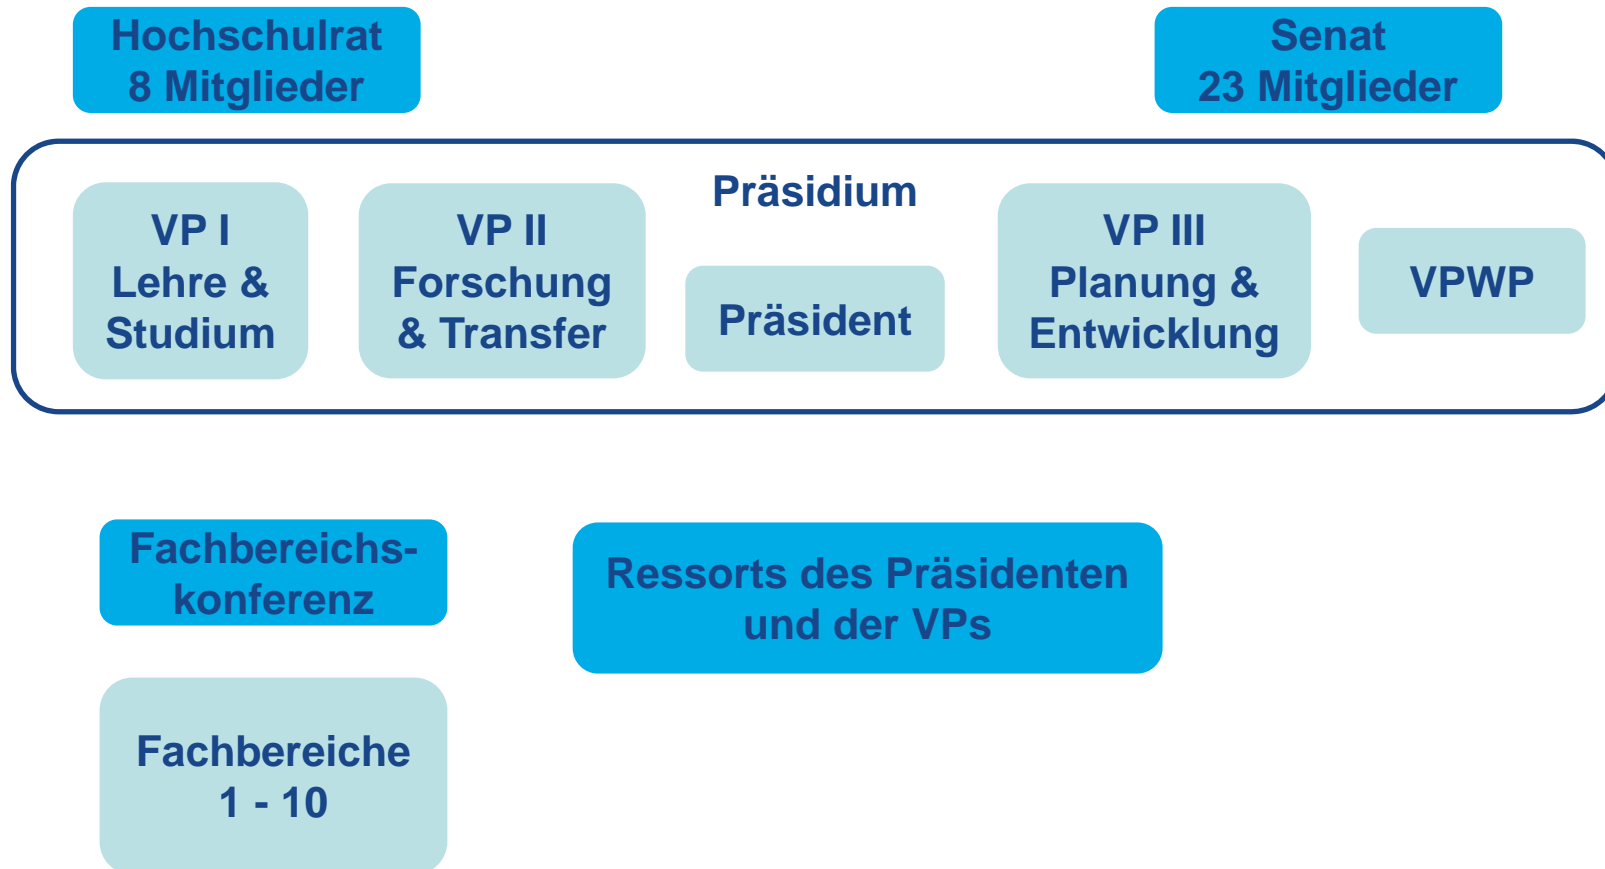 Hochschulrat
8 Mitglieder
Senat
23 Mitglieder
Präsidium
VP I
Lehre &
Studium
VP II
Forschung
& Transfer
Präsident
VP III
Planung &
Entwicklung
VPWP
Fachbereichs-
konferenz
Ressorts des Präsidenten
und der VPs
Fachbereiche
1 - 10